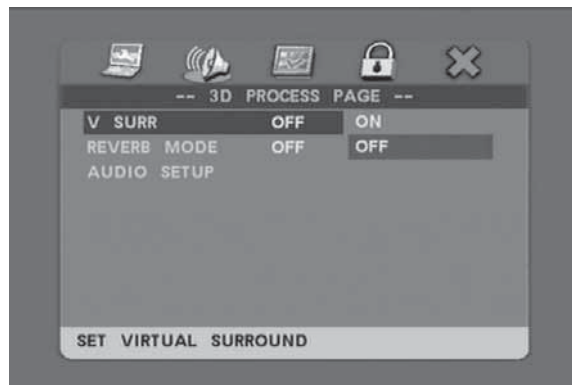 -- 3D PROCESS PAGE --
V SURR OFF ON
REVERB MODE OFF OFF
AUDIO SETUP
SET VIRTUAL SURROUND